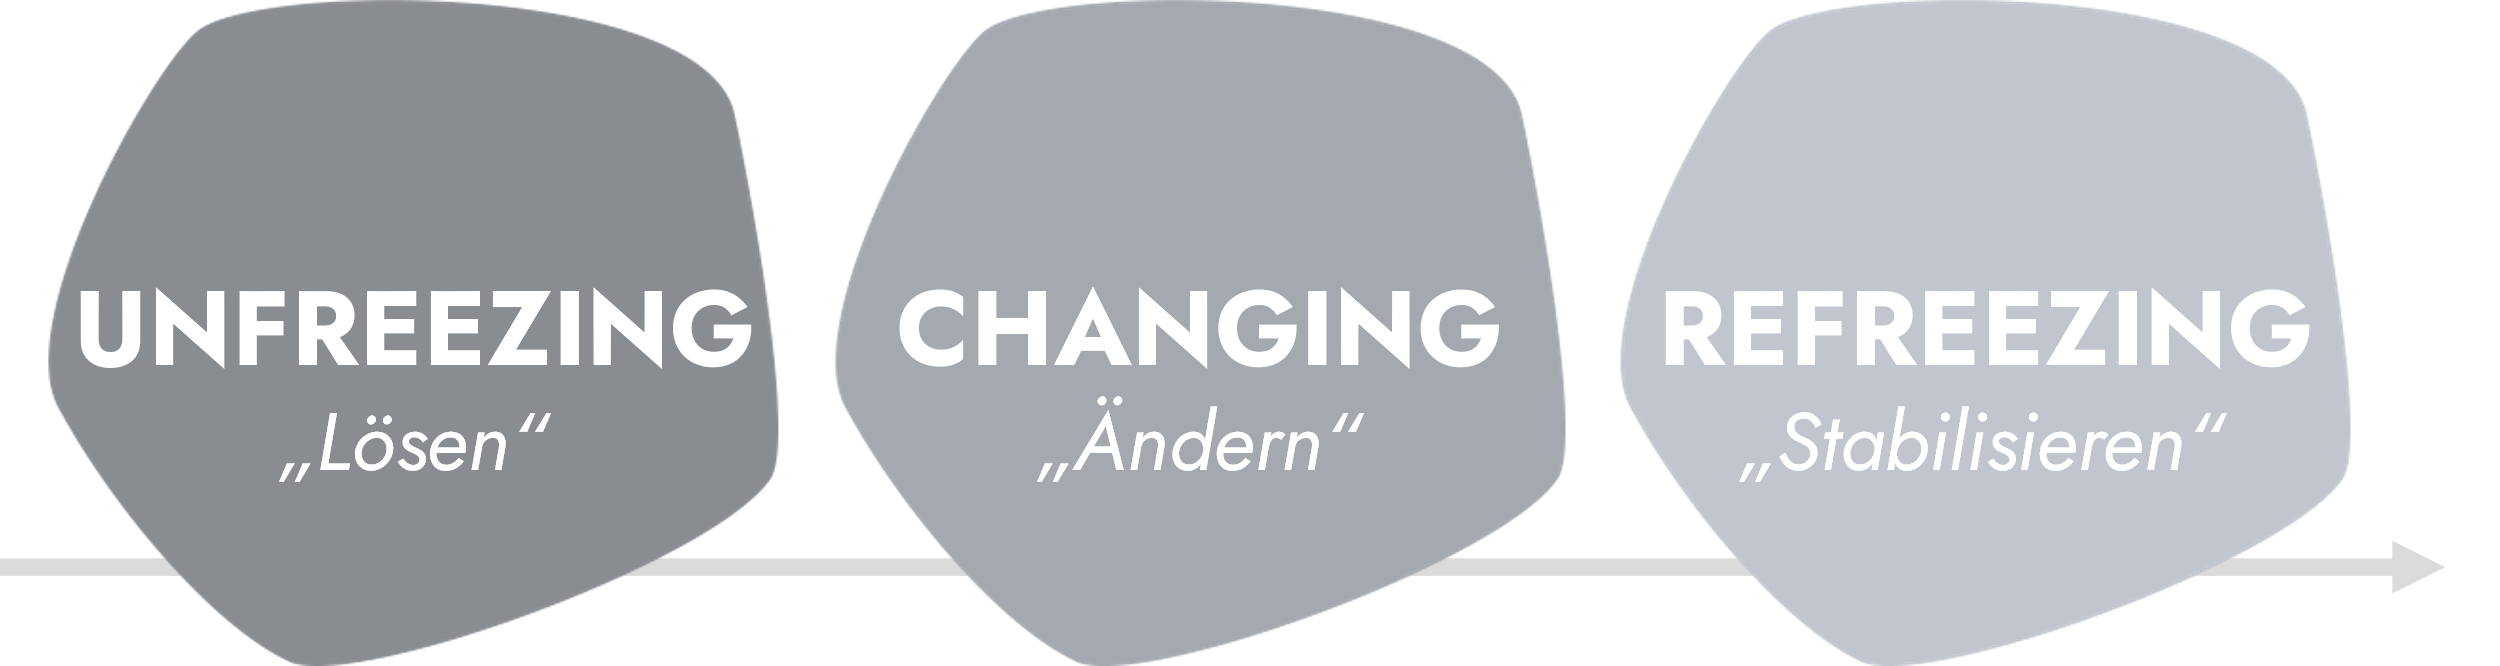 UNFREEZING
„Lösen“
CHANGING
„Ändern“
REFREEZING
„Stabilisieren“